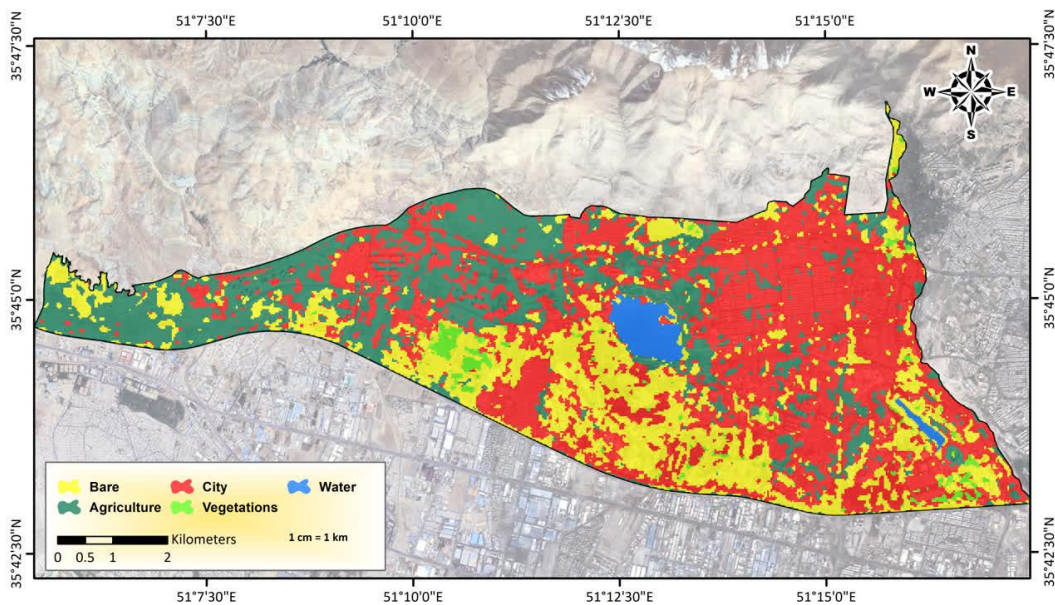 51°7'30"E 51°10'0"E 51°12'30"E 51°15'0"E
35°47'30"N 35°47'30"N
N
W E
S
35°45'0"N 35°45'0"N
Bare City Water
Agriculture Vegetations
0 0.5 1 2 Kilometers 1 cm = 1 km
35°42'30"N 35°42'30"N
51°7'30"E 51°10'0"E 51°12'30"E 51°15'0"E